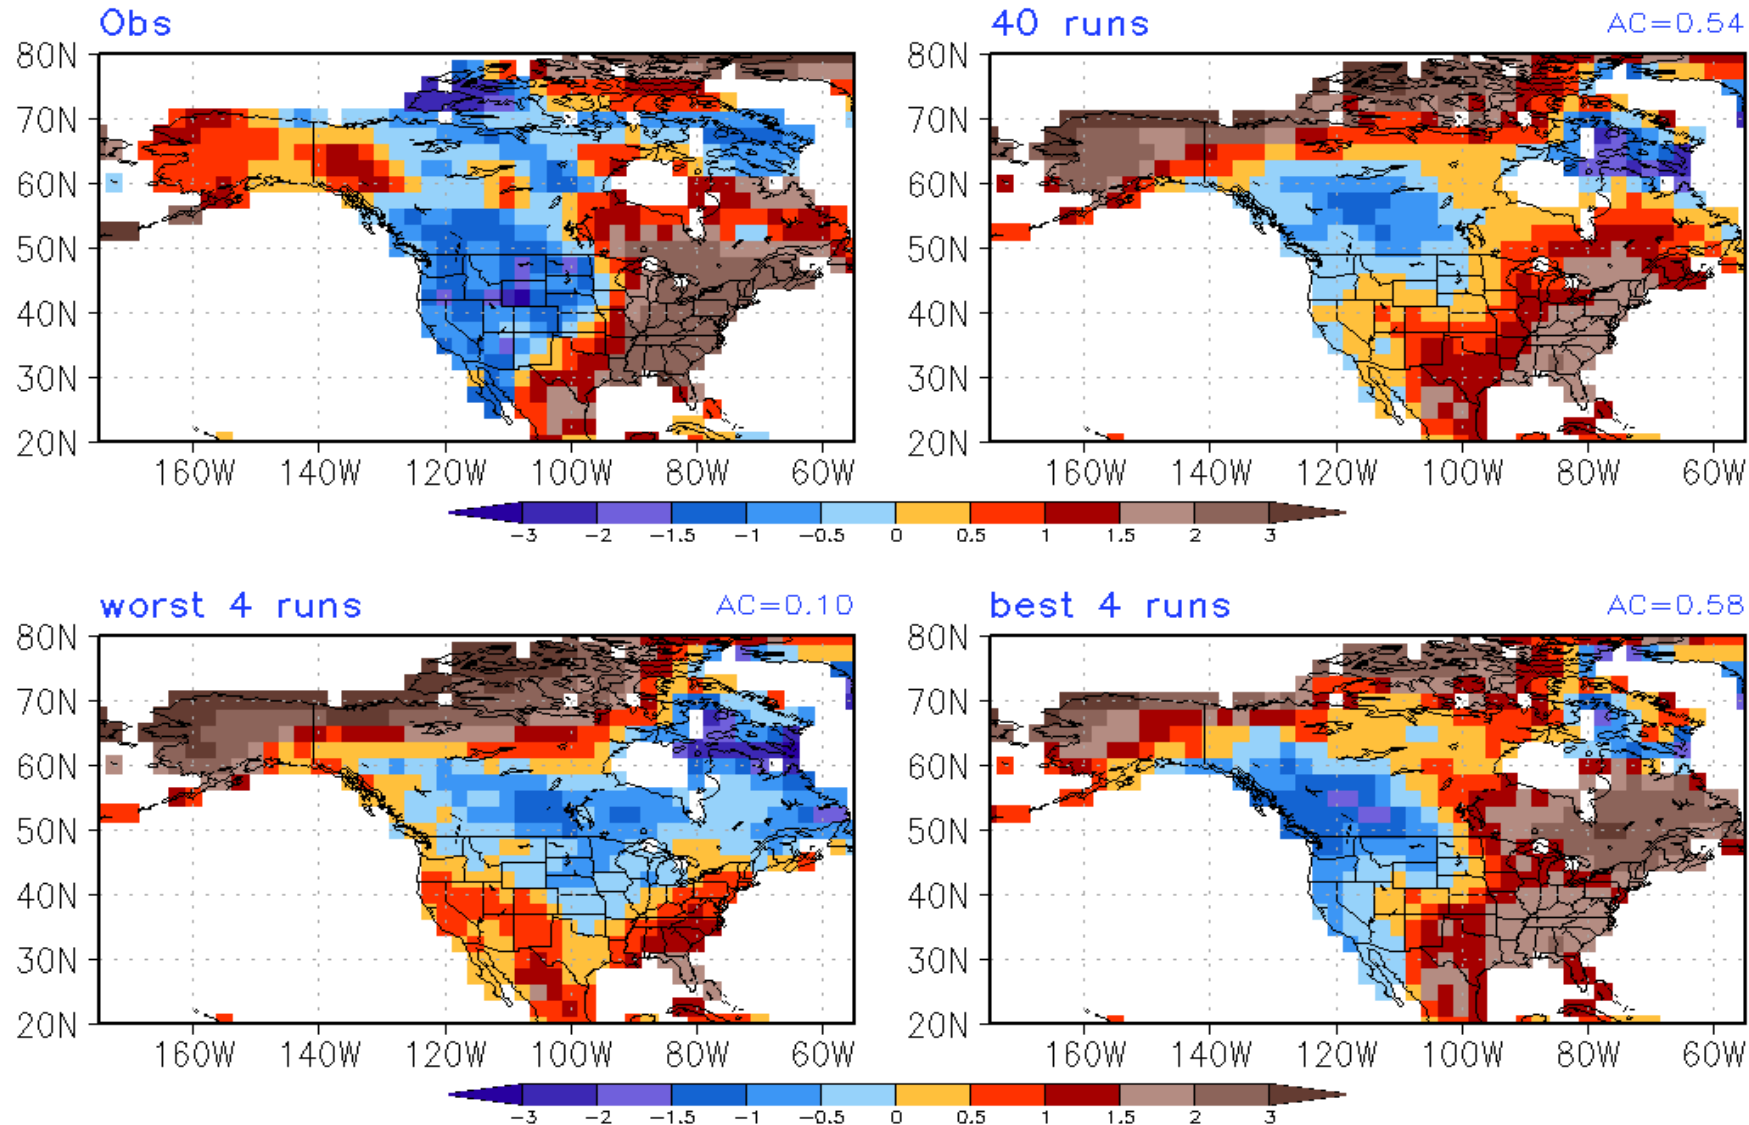 Obs
40 runs AC=0.54
80N 80N
70N 70N
60N 60N
50N 50N
40N 40N
30N 30N
20N 20N
160W 140W 120W 100W 80W 60W 160W 140W 120W 100W 80W 60W
-3 -2 -1.5 -1 -0.5 0 0.5 1 1.5 2 3
worst 4 runs AC=0.10
best 4 runs AC=0.58
80N 80N
70N 70N
60N 60N
50N 50N
40N 40N
30N 30N
20N 20N
160W 140W 120W 100W 80W 60W 160W 140W 120W 100W 80W 60W
-3 -2 -1.5 -1 -0.5 0 0.5 1 1.5 2 3